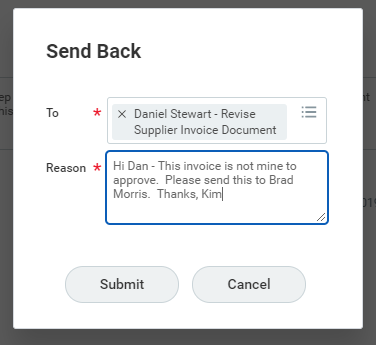 Send Back
To *
× Daniel Stewart - Revise
Supplier Invoice Document
Reason *
Hi Dan - This invoice is not mine to
approve.  Please send this to Brad
Morris.  Thanks, Kim
Submit
Cancel